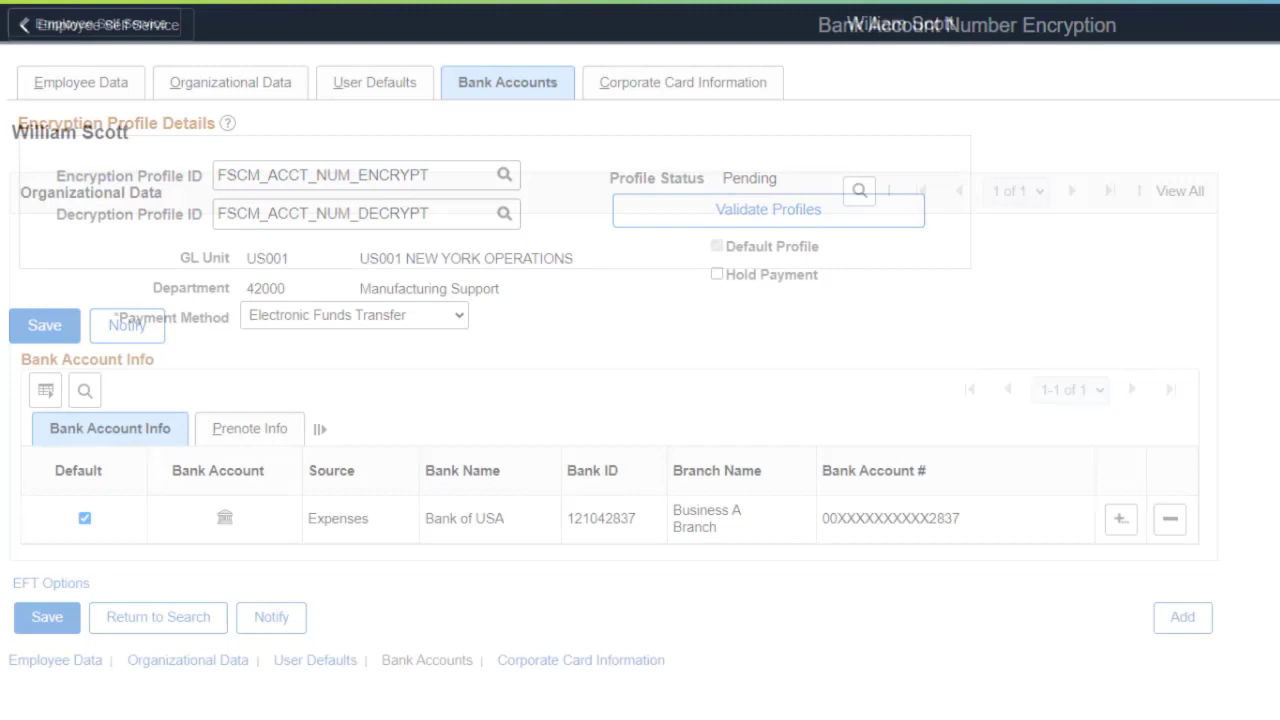 Employee Self Service
Employee Self Service
Bank Account Number Encryption
William Scott
Employee Data
Organizational Data
User Defaults
Bank Accounts
Corporate Card Information
Encryption Profile Details ?
William Scott
Encryption Profile ID FSCM_ACCT_NUM_ENCRYPT
Profile Status Pending
Organizational Data
1 of 1
View All
Decryption Profile ID FSCM_ACCT_NUM_DECRYPT
Validate Profiles
Default Profile
GL Unit US001 US001 NEW YORK OPERATIONS
Hold Payment
Department 42000 Manufacturing Support
*Payment Method Electronic Funds Transfer
Save Notify
Bank Account Info
1-1 of 1
Bank Account Info Prenote Info
Default Bank Account Source Bank Name Bank ID Branch Name Bank Account #
Expenses Bank of USA 121042837 Business A Branch 00XXXXXXXXXX2837
EFT Options
Save Return to Search Notify Add
Employee Data | Organizational Data | User Defaults | Bank Accounts | Corporate Card Information